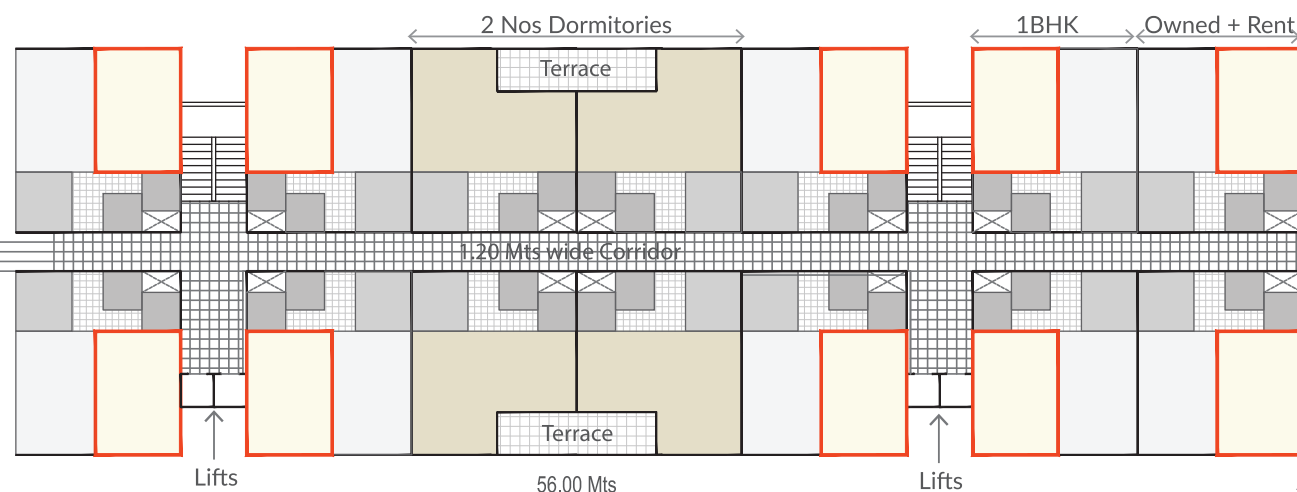 2 Nos Dormitories
1BHK
Owned + Rent
Terrace
1.20 Mts wide Corridor
Terrace
Lifts
Lifts
56.00 Mts